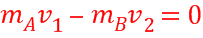 m_A v_1 – m_B v_2 = 0